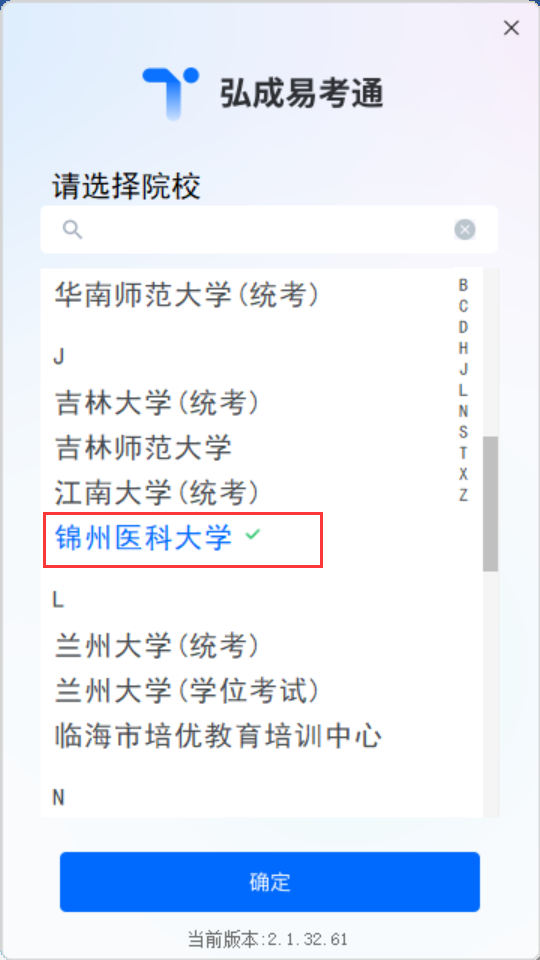 弘成易考通
请选择院校
华南师范大学(统考)
J
吉林大学(统考)
吉林师范大学
江南大学(统考)
锦州医科大学
L
兰州大学(统考)
兰州大学(学位考试)
临海市培优教育培训中心
N
B
C
D
H
J
L
N
S
T
X
Z
确定
当前版本:2.1.32.61